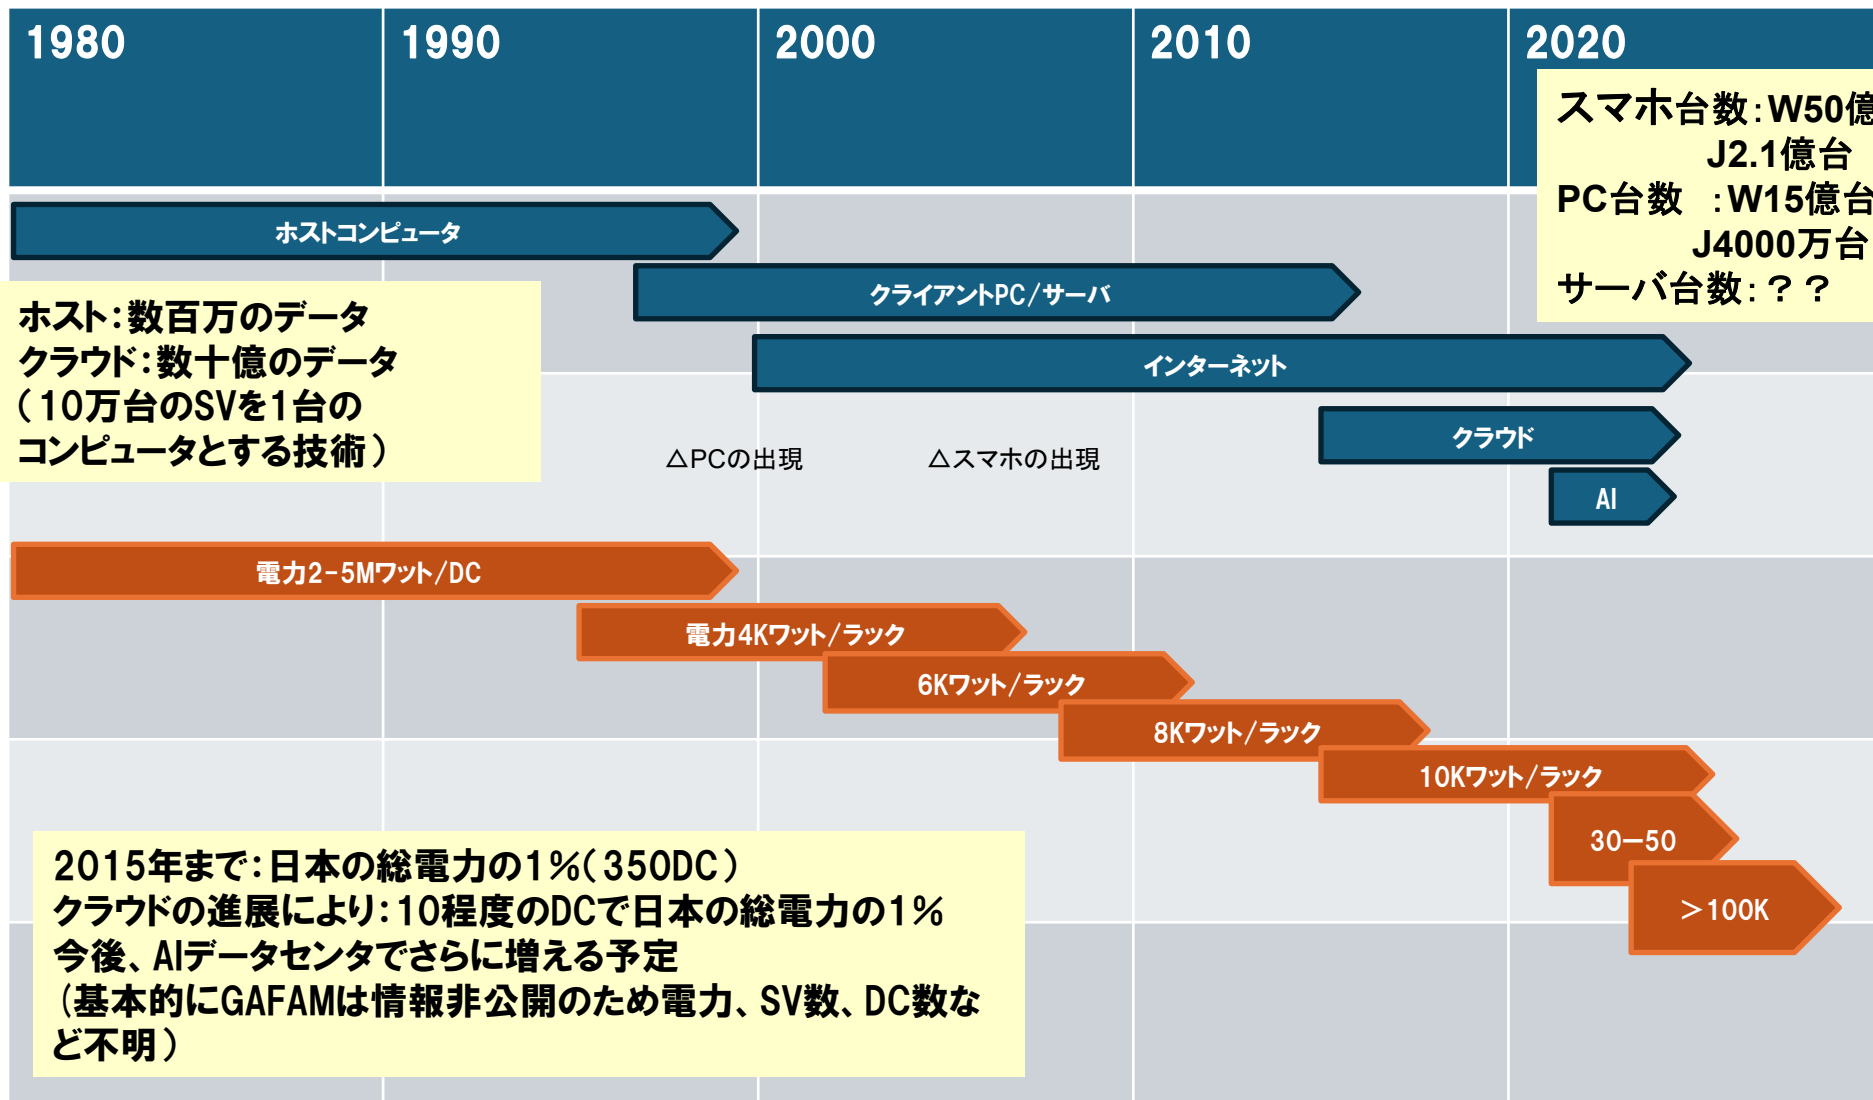 1980
1990
2000
2010
2020
スマホ台数：W50億
J2.1億台
PC台数　：W15億台
J4000万台
サーバ台数：？？
ホストコンピュータ
クライアントPC/サーバ
ホスト：数百万のデータ
クラウド：数十億のデータ
（10万台のSVを1台の
コンピュータとする技術）
インターネット
クラウド
△PCの出現
△スマホの出現
AI
電力2-5Mワット/DC
電力4Kワット/ラック
6Kワット/ラック
8Kワット/ラック
10Kワット/ラック
30－50
＞100K
2015年まで：日本の総電力の1％（350DC）
クラウドの進展により：10程度のDCで日本の総電力の1％
今後、AIデータセンタでさらに増える予定
（基本的にGAFAMは情報非公開のため電力、SV数、DC数な
ど不明）